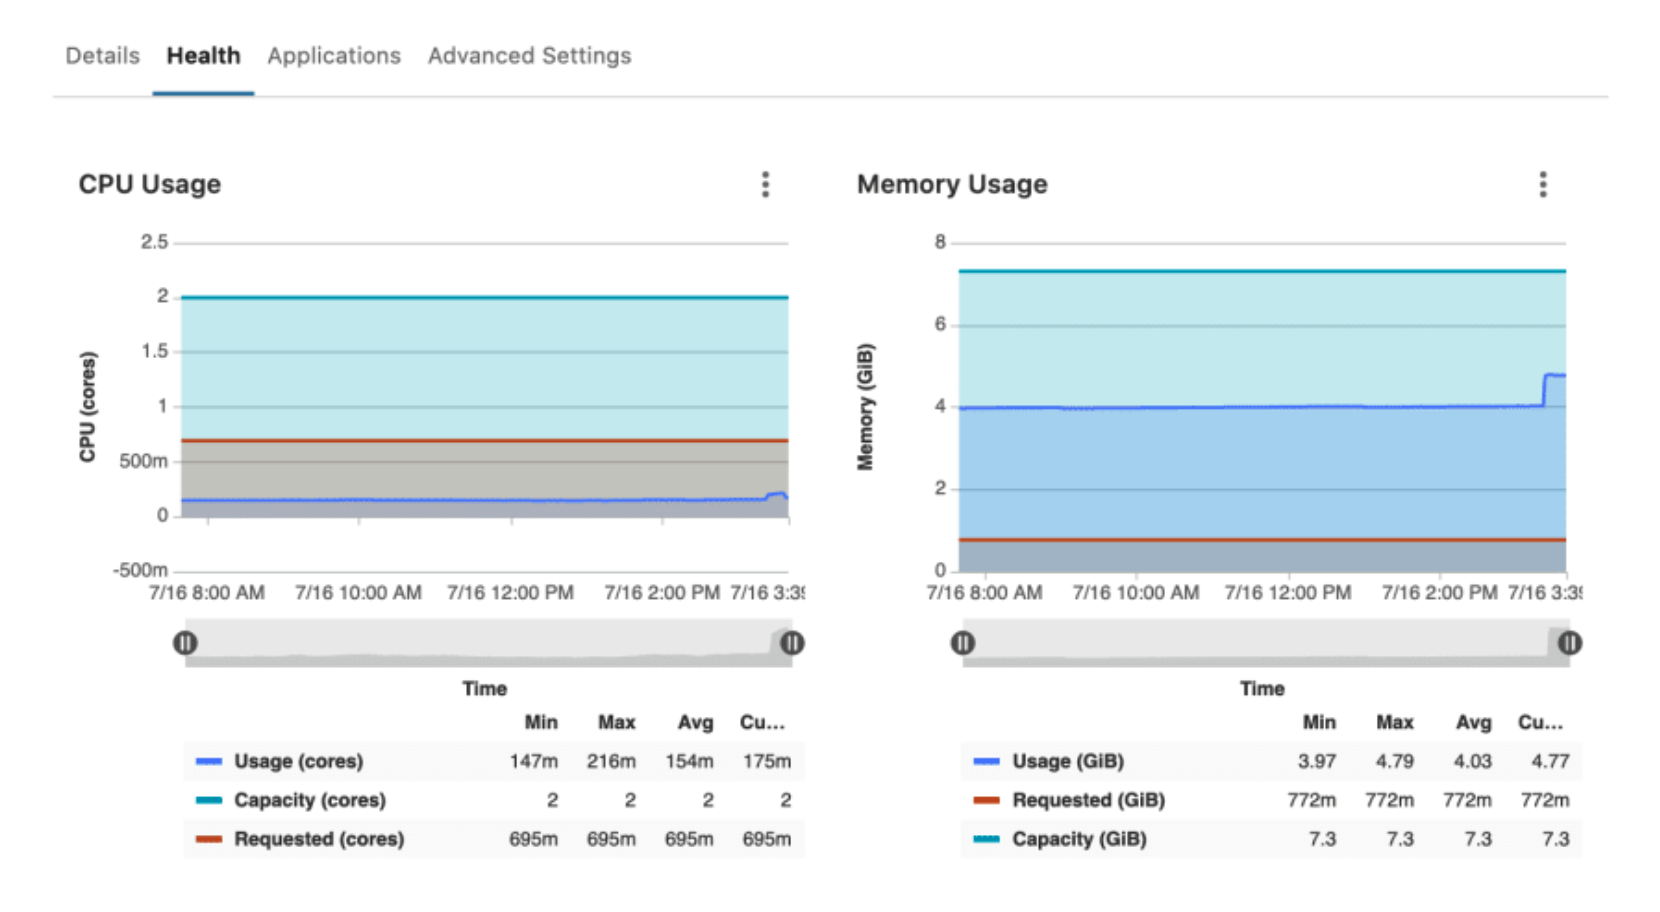 Details Health Applications Advanced Settings
CPU Usage
2.5
2
1.5
1
500m
0
-500m
CPU (cores)
7/16 8:00 AM 7/16 10:00 AM 7/16 12:00 PM 7/16 2:00 PM 7/16 3:39
Time
Min Max Avg Cu...
Usage (cores) 147m 216m 154m 175m
Capacity (cores) 2 2 2 2
Requested (cores) 695m 695m 695m 695m
Memory Usage
8
6
4
2
0
Memory (GiB)
7/16 8:00 AM 7/16 10:00 AM 7/16 12:00 PM 7/16 2:00 PM 7/16 3:39
Time
Min Max Avg Cu...
Usage (GiB) 3.97 4.79 4.03 4.77
Requested (GiB) 772m 772m 772m 772m
Capacity (GiB) 7.3 7.3 7.3 7.3